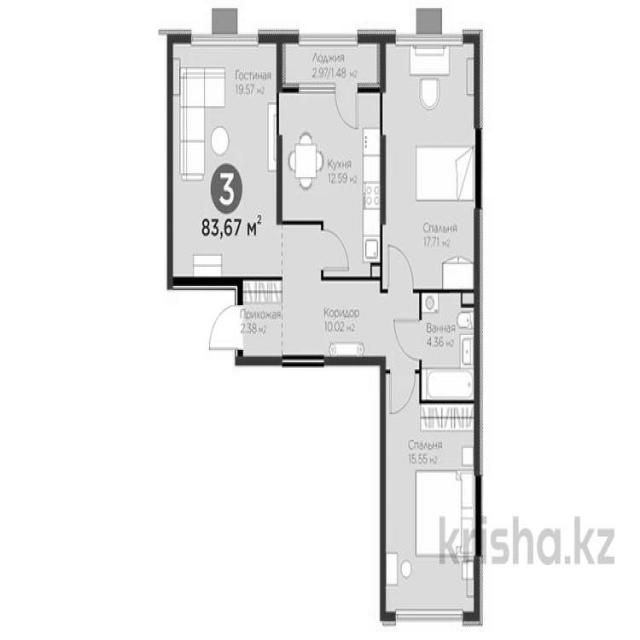 Гостиная
19.57 м2
Лоджия
2.97/1.48 м2
3
83,67 м2
Кухня
12.59 м2
Спальня
17.71 м2
Прихожая
2.38 м2
Коридор
10.02 м2
Ванная
4.36 м2
Спальня
15.55 м2
krisha.kz